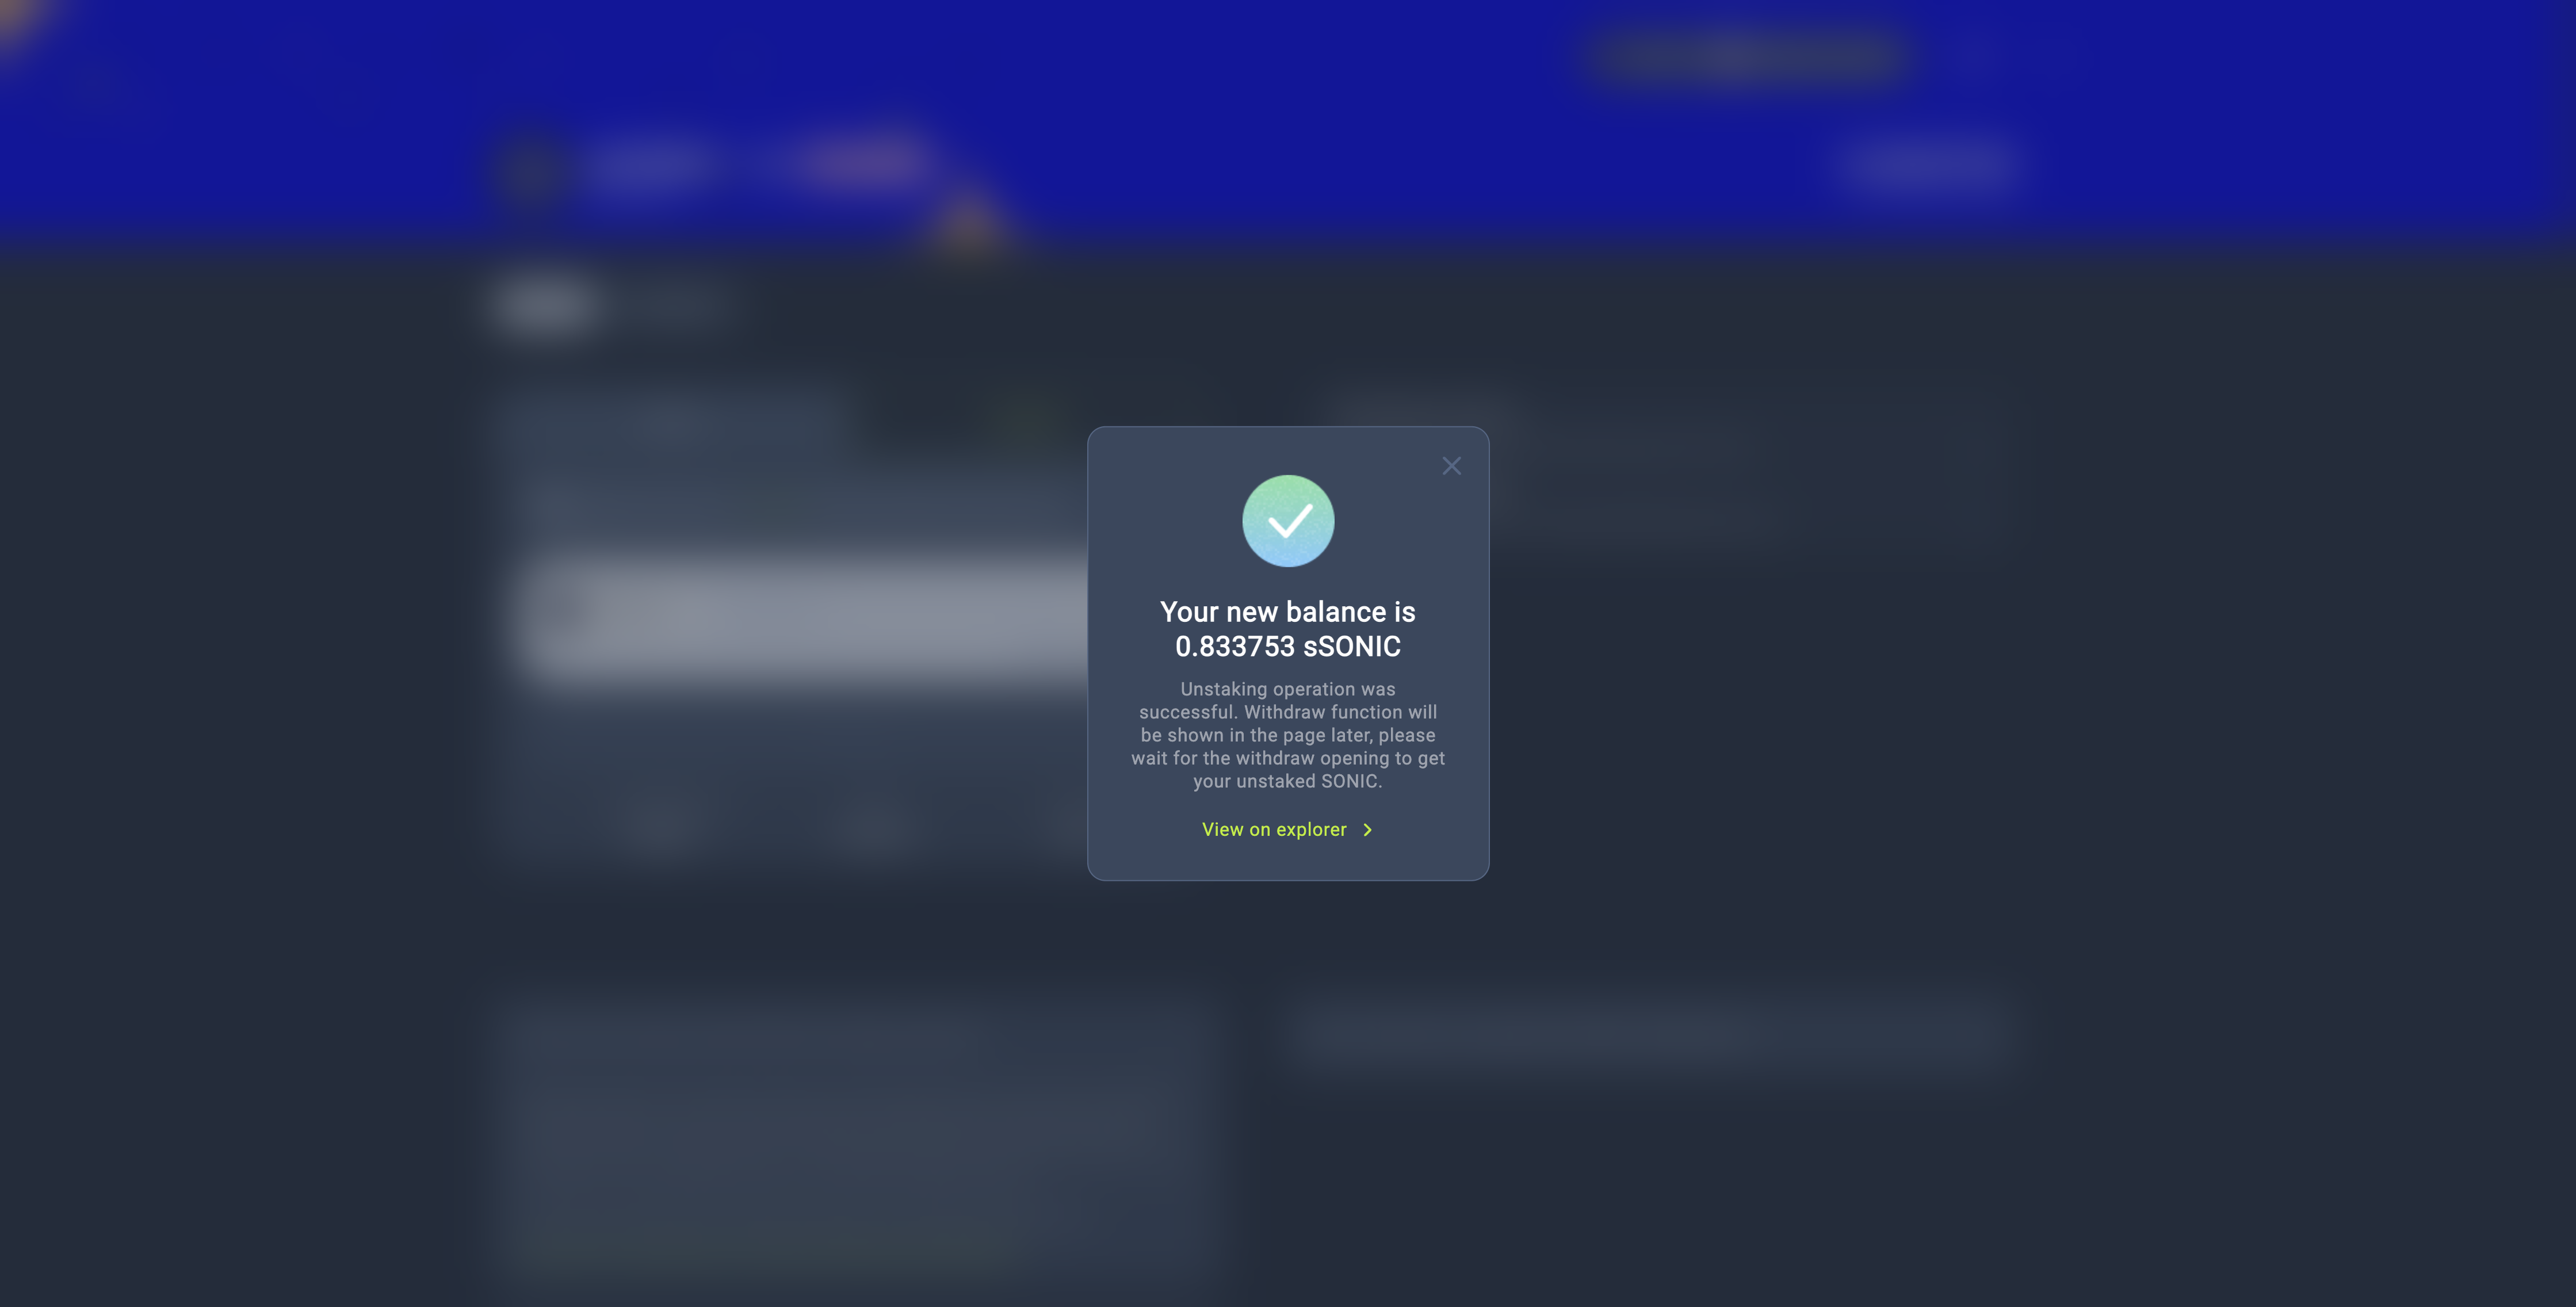 Your new balance is
0.833753 sSONIC
Unstaking operation was
successful. Withdraw function will
be shown in the page later, please
wait for the withdraw opening to get
your unstaked SONIC.
View on explorer